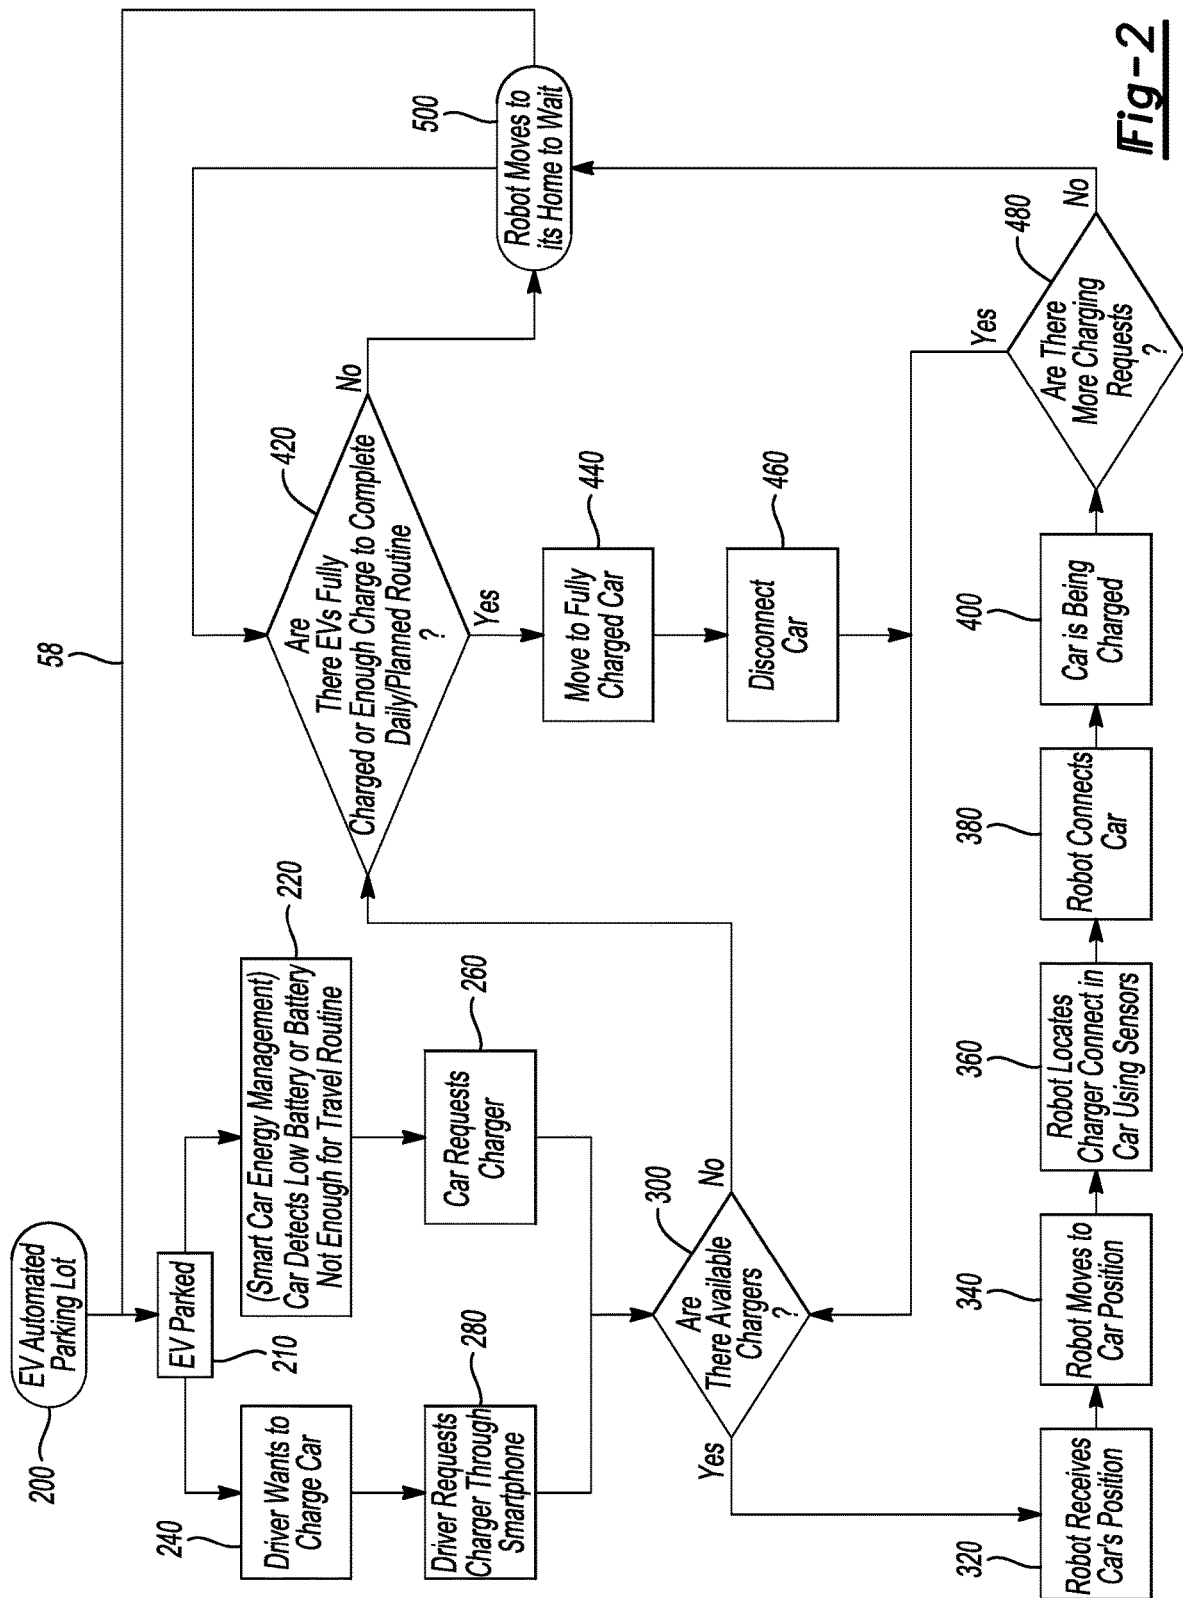 200
EV Automated
Parking Lot
58
EV Parked
210
240
Driver Wants to
Charge Car
(Smart Car Energy Management)
Car Detects Low Battery or Battery
Not Enough for Travel Routine
220
280
Driver Requests
Charger Through
Smartphone
Car Requests
Charger
260
300
Are
There Available
Chargers
?
Yes
No
Are
There EVs Fully
Charged or Enough Charge to Complete
Daily/Planned Routine
?
420
No
Yes
Move to Fully
Charged Car
440
Disconnect
Car
460
Robot Moves to
its Home to Wait
500
320
Robot Receives
Car's Position
340
Robot Moves to
Car Position
360
Robot Locates
Charger Connect in
Car Using Sensors
380
Robot Connects
Car
400
Car is Being
Charged
Are There
More Charging
Requests
?
480
Yes
No
Fig-2